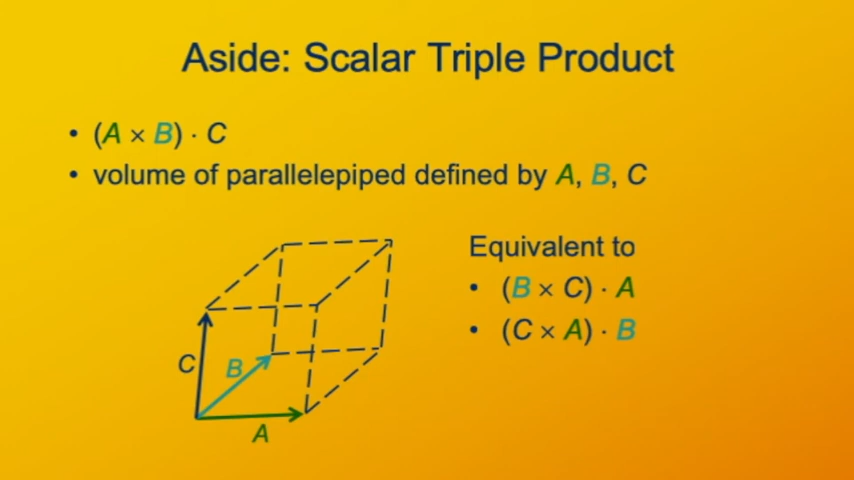 Aside: Scalar Triple Product
• (A × B) · C
• volume of parallelepiped defined by A, B, C
Equivalent to
• (B × C) · A
• (C × A) · B
C
B
A